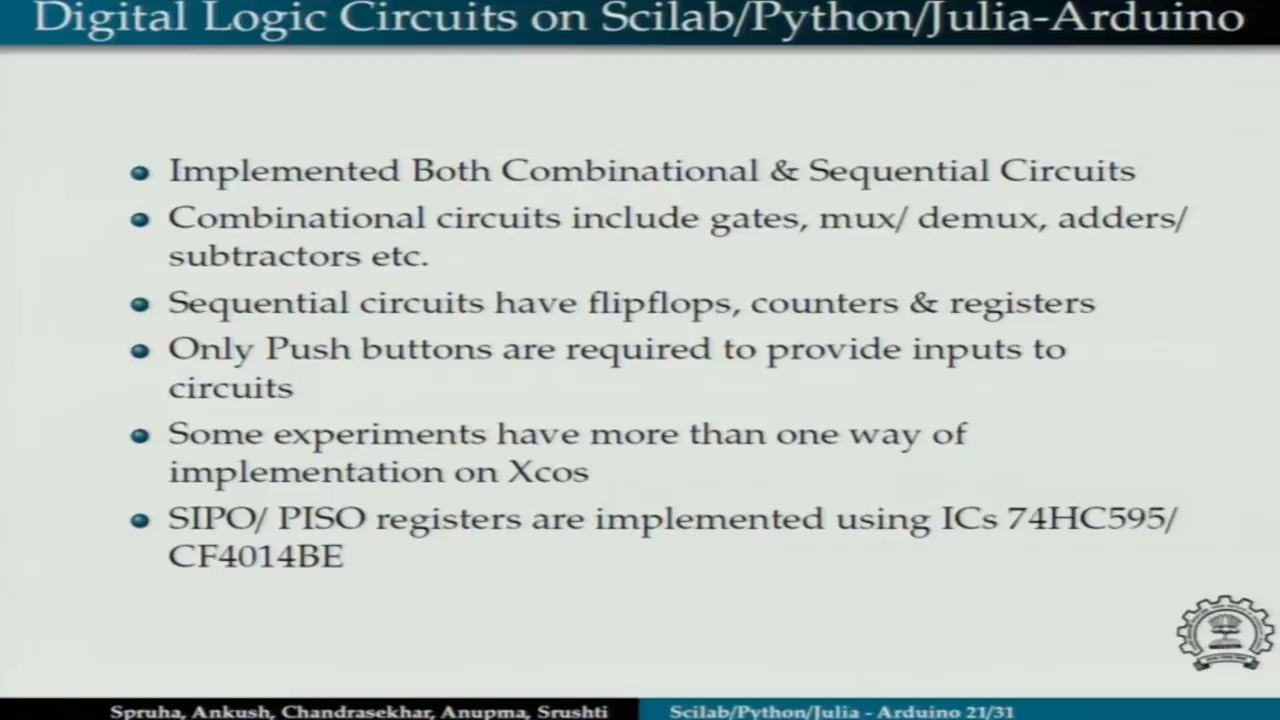 Digital Logic Circuits on Scilab/Python/Julia-Arduino
Implemented Both Combinational & Sequential Circuits
Combinational circuits include gates, mux/ demux, adders/
subtractors etc.
Sequential circuits have flipflops, counters & registers
Only Push buttons are required to provide inputs to
circuits
Some experiments have more than one way of
implementation on Xcos
SIPO/ PISO registers are implemented using ICs 74HC595/
CF4014BE
Spruha, Ankush, Chandrasekhar, Anupma, Srushti
Scilab/Python/Julia - Arduino 21/31